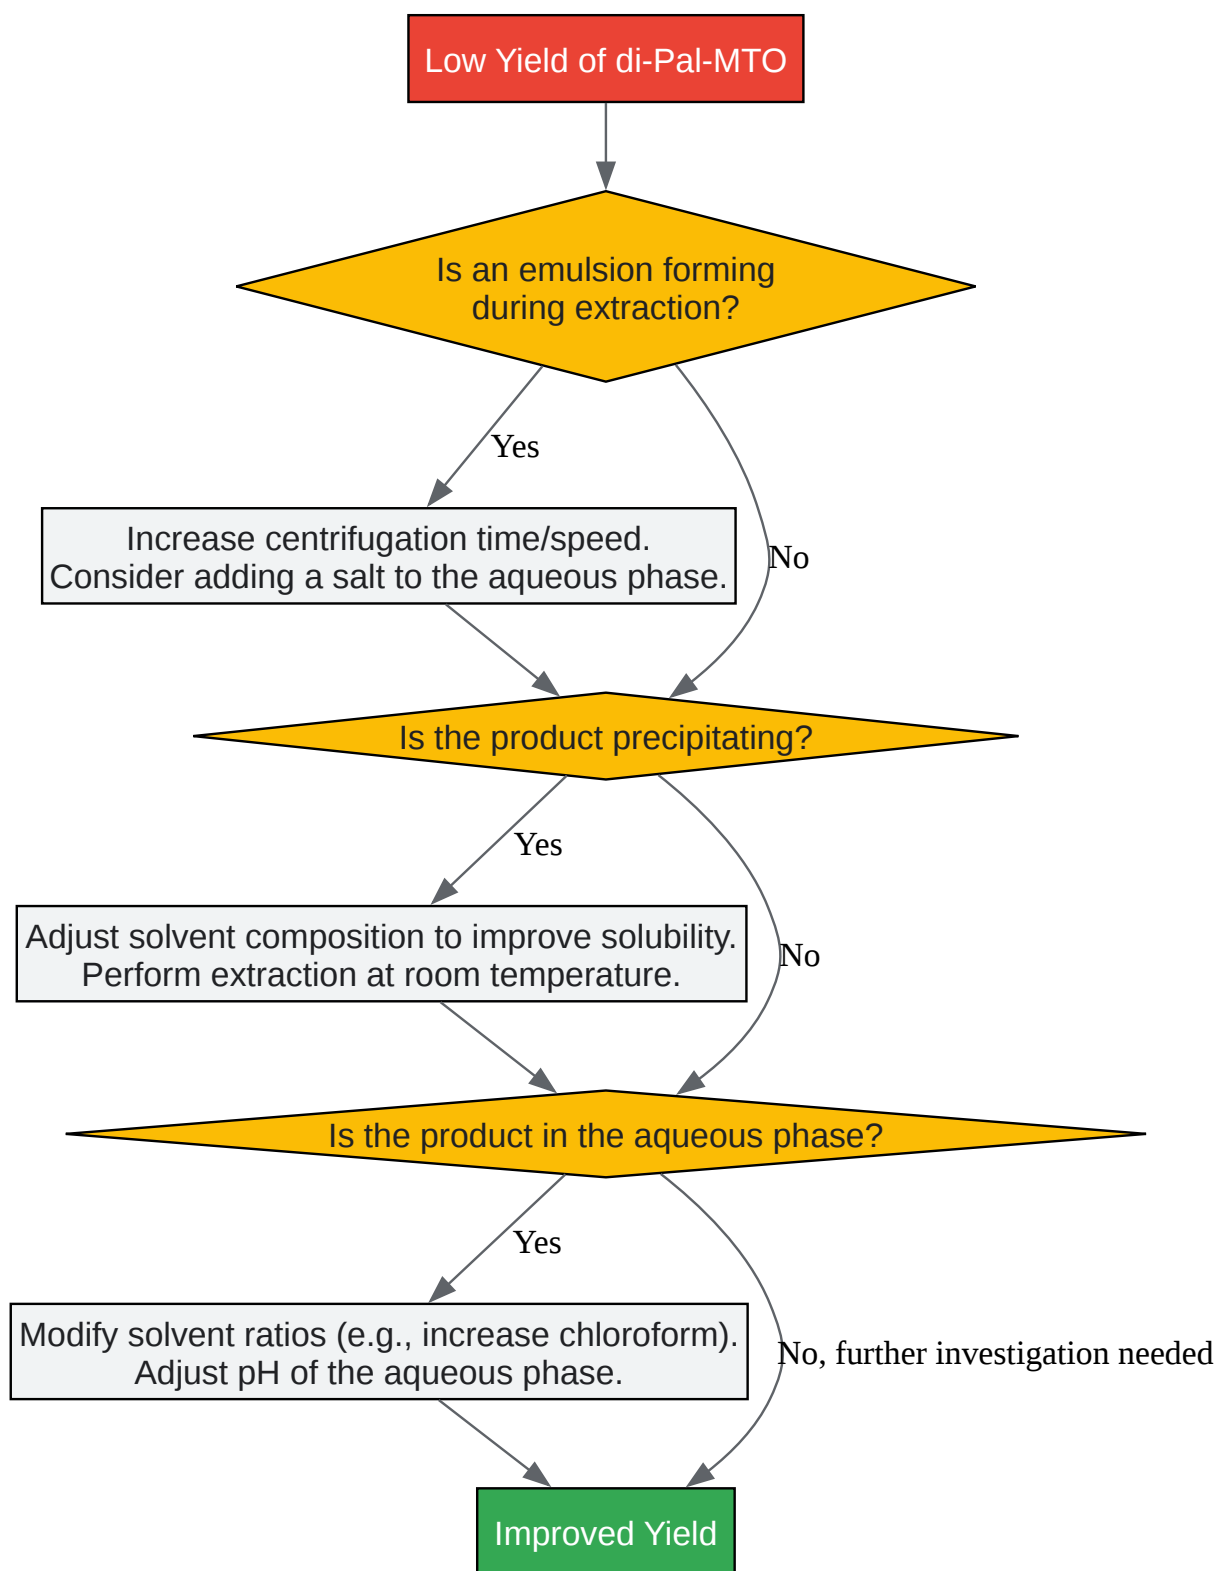 Low Yield of di-Pal-MTO
Is an emulsion forming
during extraction?
Yes
Increase centrifugation time/speed.
Consider adding a salt to the aqueous phase.
No
Is the product precipitating?
Yes
Adjust solvent composition to improve solubility.
Perform extraction at room temperature.
No
Is the product in the aqueous phase?
Yes
Modify solvent ratios (e.g., increase chloroform).
Adjust pH of the aqueous phase.
No, further investigation needed
Improved Yield